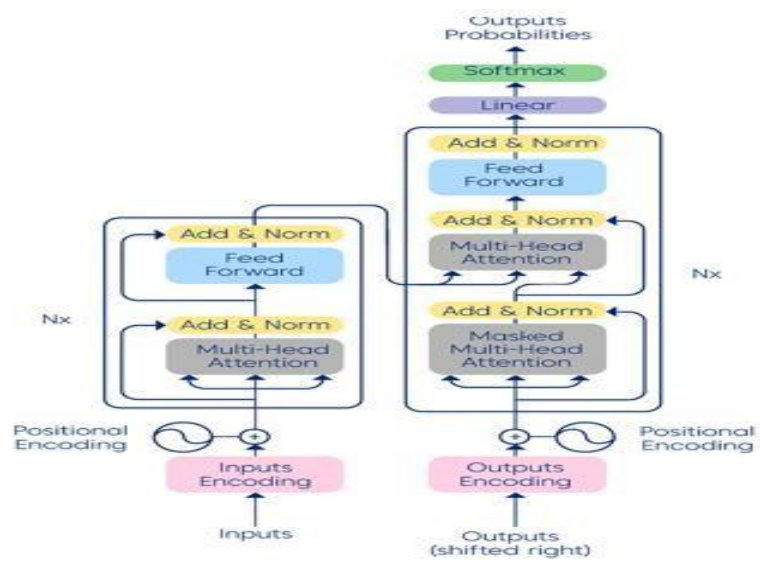 Outputs
Probabilities
Softmax
Linear
Add & Norm
Feed
Forward
Add & Norm
Multi-Head
Attention
Nx
Add & Norm
Masked
Multi-Head
Attention
Positional
Encoding
Outputs
Encoding
Outputs
(shifted right)
Add & Norm
Feed
Forward
Nx
Add & Norm
Multi-Head
Attention
Positional
Encoding
Inputs
Encoding
Inputs